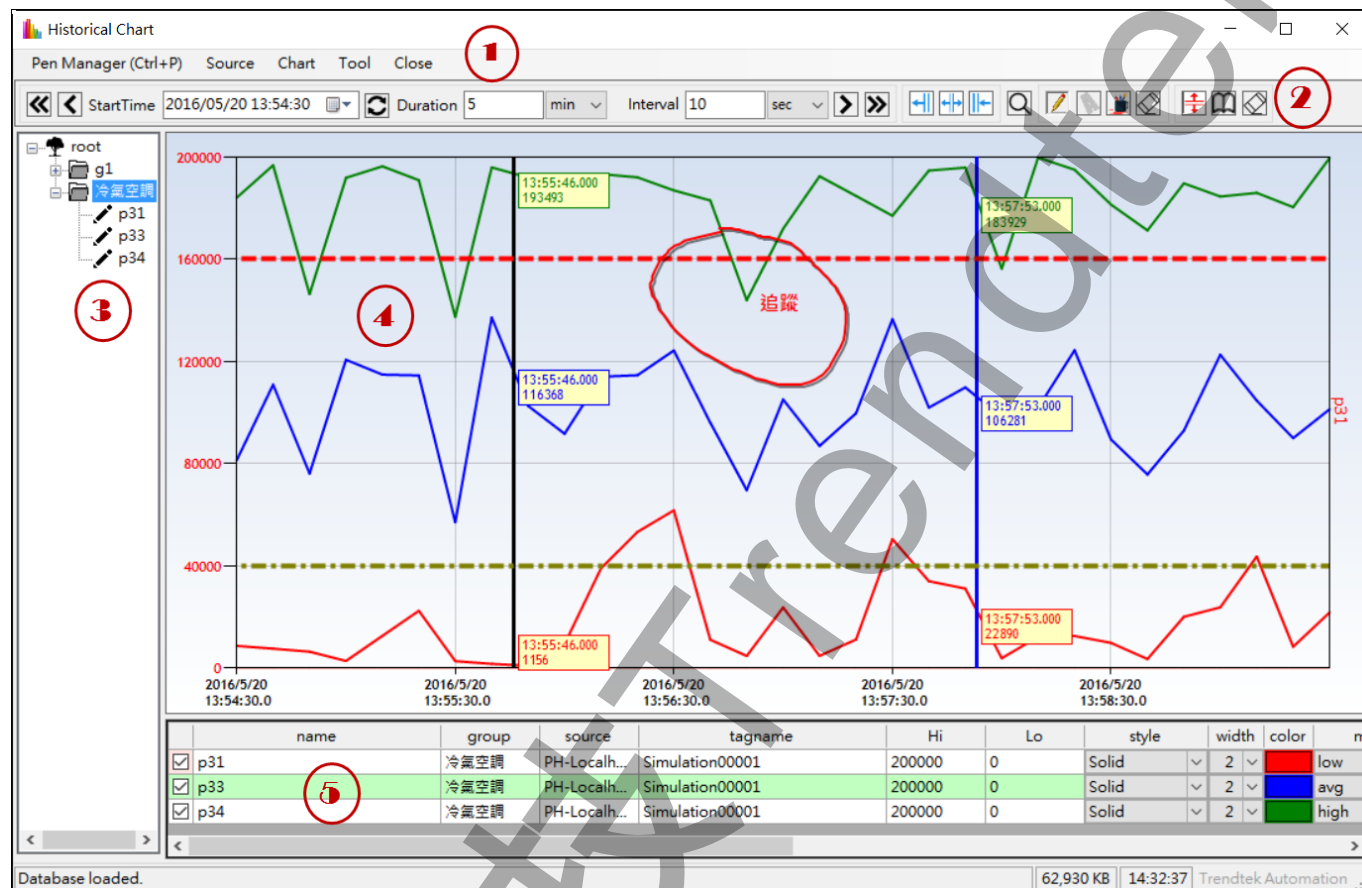 Historical Chart
Pen Manager (Ctrl+P) Source Chart Tool Close
1
StartTime 2016/05/20 13:54:30 Duration 5 min Interval 10 sec
2
root
g1
冷氣空調
p31
p33
p34
3
200000
160000
120000
80000
40000
0
13:55:46.000
193493
13:57:53.000
183929
追蹤
4
13:55:46.000
116368
13:57:53.000
106281
p31
13:55:46.000
1156
13:57:53.000
22890
2016/5/20
13:54:30.0
2016/5/20
13:55:30.0
2016/5/20
13:56:30.0
2016/5/20
13:57:30.0
2016/5/20
13:58:30.0
name group source tagname Hi Lo style width color
p31 冷氣空調 PH-Localh... Simulation00001 200000 0 Solid 2 low
p33 冷氣空調 PH-Localh... Simulation00001 200000 0 Solid 2 avg
p34 冷氣空調 PH-Localh... Simulation00001 200000 0 Solid 2 high
5
Database loaded. 62,930 KB 14:32:37 Trendtek Automation